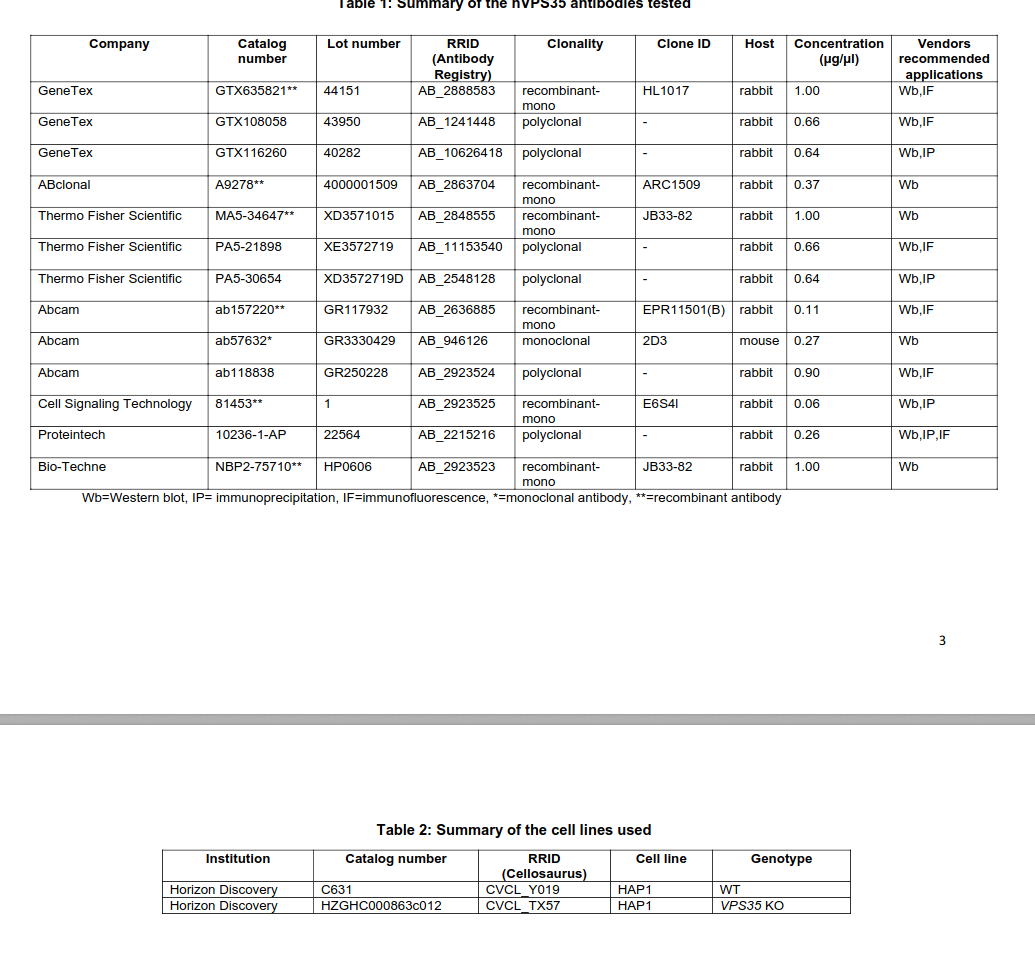 Table 1: Summary of the hVPS35 antibodies tested
Company Catalog number Lot number RRID (Antibody Registry) Clonality Clone ID Host Concentration (µg/µl) Vendors recommended applications
GeneTex GTX635821** 44151 AB_2888583 recombinant-mono HL1017 rabbit 1.00 Wb,IF
GeneTex GTX108058 43950 AB_1241448 polyclonal - rabbit 0.66 Wb,IF
GeneTex GTX116260 40282 AB_10626418 polyclonal - rabbit 0.64 Wb,IP
ABclonal A9278** 4000001509 AB_2863704 recombinant-mono ARC1509 rabbit 0.37 Wb
Thermo Fisher Scientific MA5-34647** XD3571015 AB_2848555 recombinant-mono JB33-82 rabbit 1.00 Wb
Thermo Fisher Scientific PA5-21898 XE3572719 AB_11153540 polyclonal - rabbit 0.66 Wb,IF
Thermo Fisher Scientific PA5-30654 XD3572719D AB_2548128 polyclonal - rabbit 0.64 Wb,IP
Abcam ab157220** GR117932 AB_2636885 recombinant-mono EPR11501(B) rabbit 0.11 Wb,IF
Abcam ab57632* GR3330429 AB_946126 monoclonal 2D3 mouse 0.27 Wb
Abcam ab118838 GR250228 AB_2923524 polyclonal - rabbit 0.90 Wb,IF
Cell Signaling Technology 81453** 1 AB_2923525 recombinant-mono E6S4I rabbit 0.06 Wb,IP
Proteintech 10236-1-AP 22564 AB_2215216 polyclonal - rabbit 0.26 Wb,IP,IF
Bio-Techne NBP2-75710** HP0606 AB_2923523 recombinant-mono JB33-82 rabbit 1.00 Wb
Wb=Western blot, IP= immunoprecipitation, IF=immunofluorescence, *=monoclonal antibody, **=recombinant antibody
3
Table 2: Summary of the cell lines used
Institution Catalog number RRID (Cellosaurus) Cell line Genotype
Horizon Discovery C631 CVCL_Y019 HAP1 WT
Horizon Discovery HZGHC000863c012 CVCL_TX57 HAP1 VPS35 KO